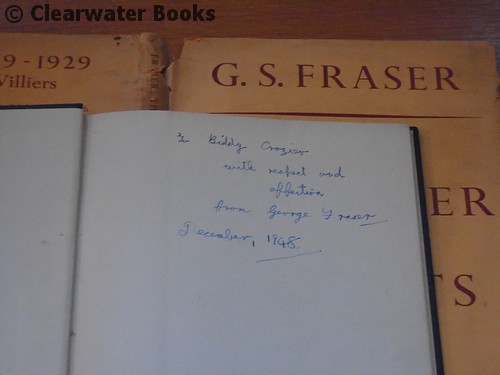 © Clearwater Books
9-1929
Villiers
G. S. FRASER
ER
TS
to Biddy Crozier
with respect and
affection
from George Fraser
December, 1948.